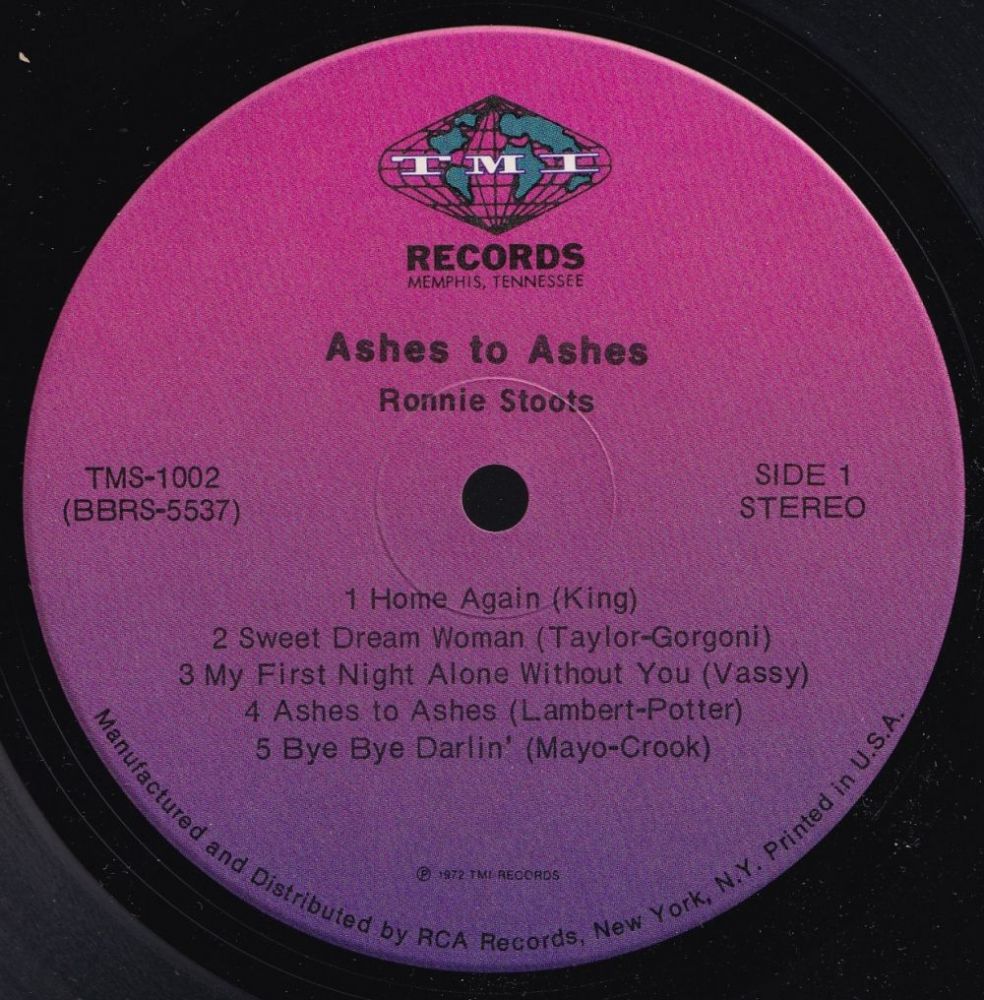 TMI
RECORDS
MEMPHIS, TENNESSEE
Ashes to Ashes
Ronnie Stoots
TMS-1002
(BBRS-5537)
SIDE 1
STEREO
1 Home Again (King)
2 Sweet Dream Woman (Taylor-Gorgoni)
3 My First Night Alone Without You (Vassy)
4 Ashes to Ashes (Lambert-Potter)
5 Bye Bye Darlin' (Mayo-Crook)
℗ 1972 TMI RECORDS
Manufactured and Distributed by RCA Records, New York, N.Y. Printed in U.S.A.